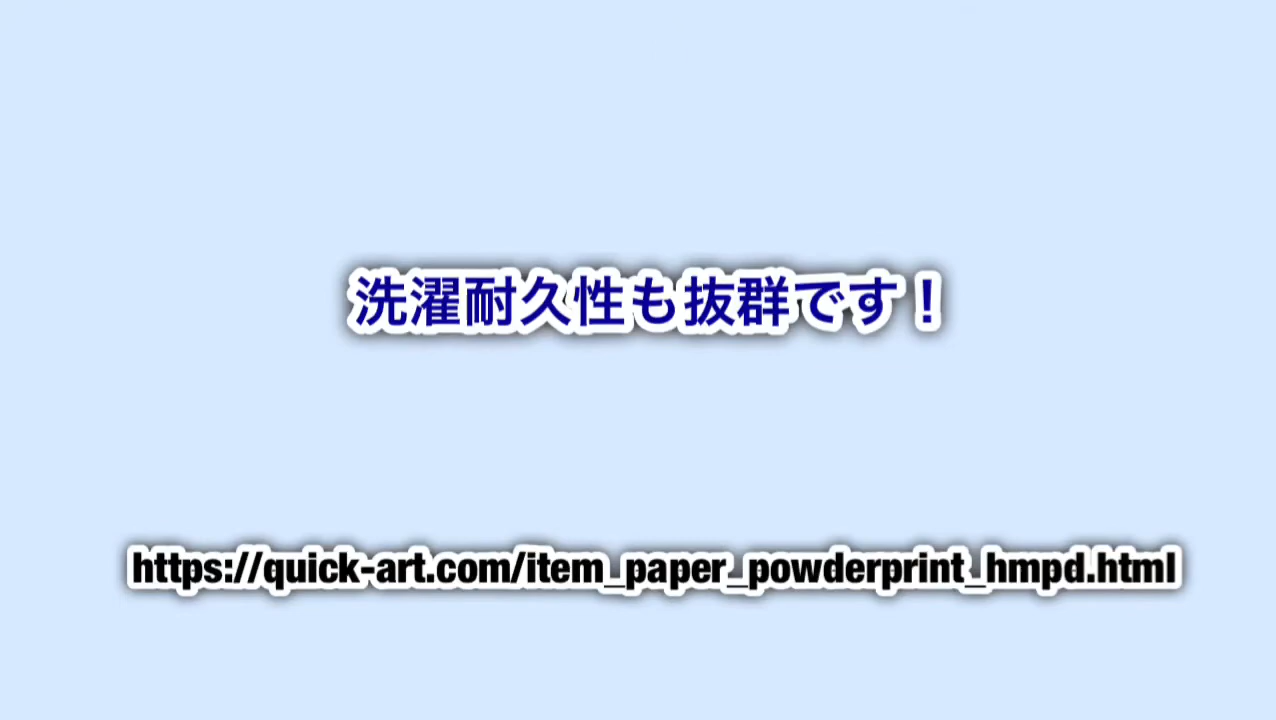 洗濯耐久性も抜群です！
https://quick-art.com/item_paper_powderprint_hmpd.html